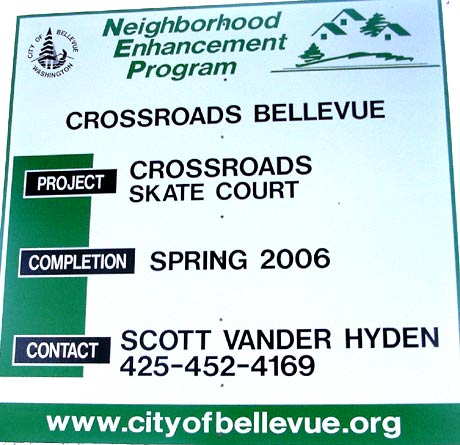 CITY OF BELLEVUE
WASHINGTON
Neighborhood
Enhancement
Program
CROSSROADS BELLEVUE
PROJECT
CROSSROADS
SKATE COURT
COMPLETION
SPRING 2006
CONTACT
SCOTT VANDER HYDEN
425-452-4169
www.cityofbellevue.org